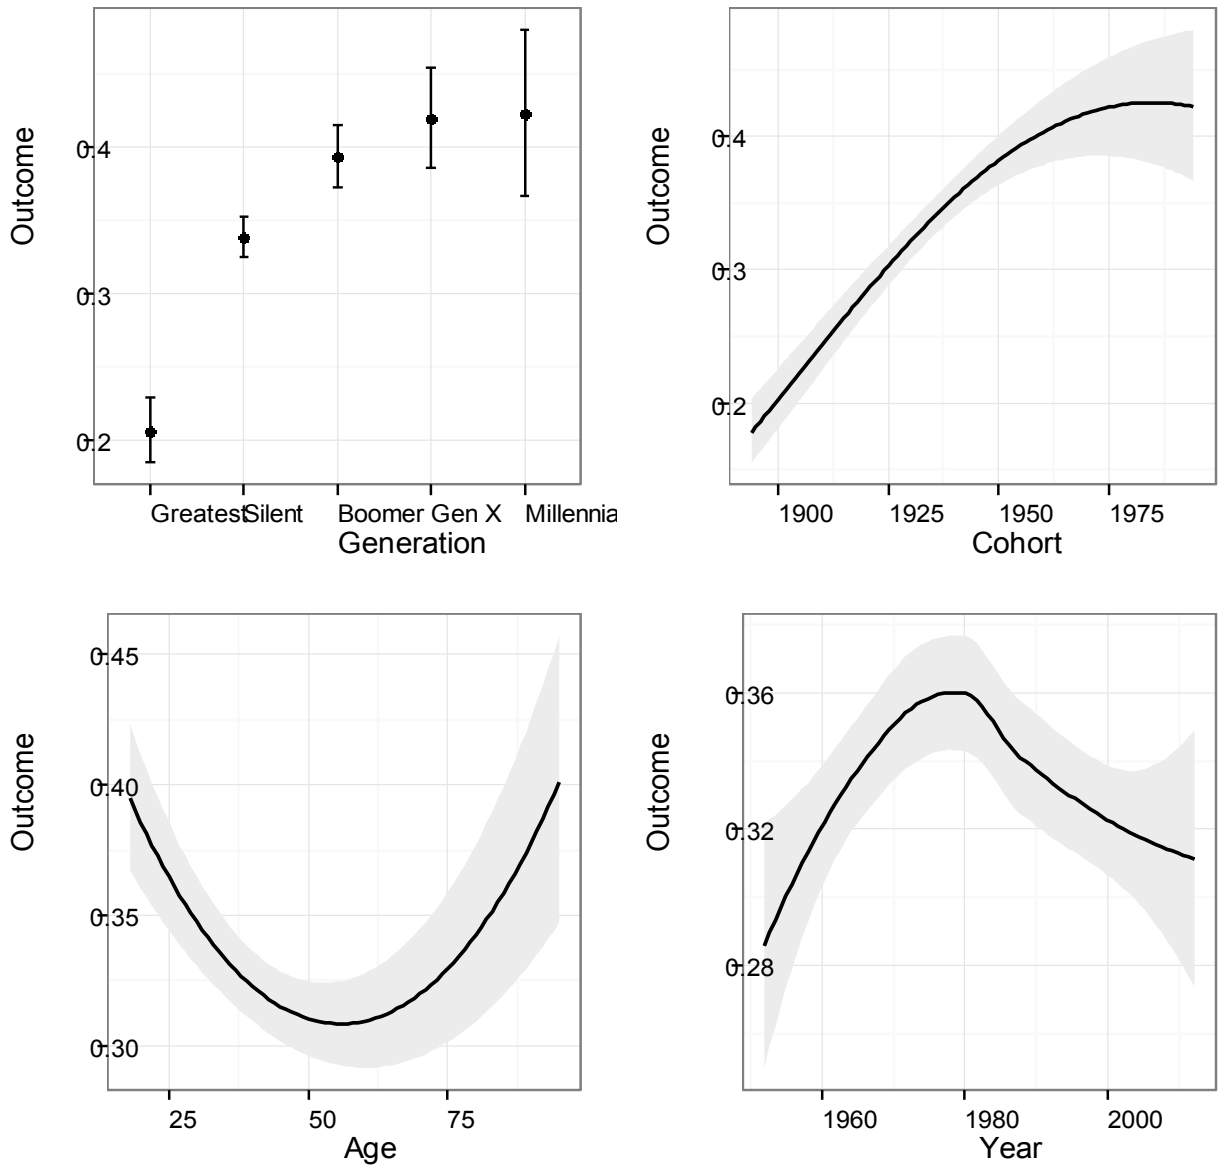 Outcome
0.4
0.3
0.2
Greatest Silent Boomer Gen X Millennia
Generation
Outcome
0.4
0.3
0.2
1900 1925 1950 1975
Cohort
Outcome
0.45
0.40
0.35
0.30
25 50 75
Age
Outcome
0.36
0.32
0.28
1960 1980 2000
Year